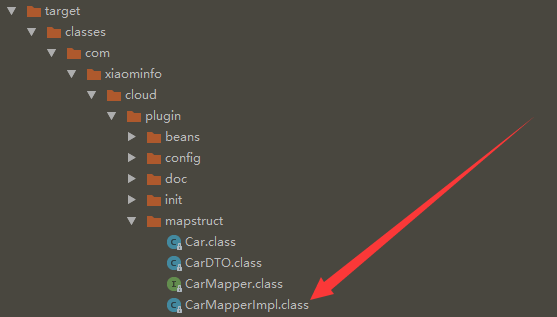 target
classes
com
xiaominfo
cloud
plugin
beans
config
doc
init
mapstruct
Car.class
CarDTO.class
CarMapper.class
CarMapperImpl.class